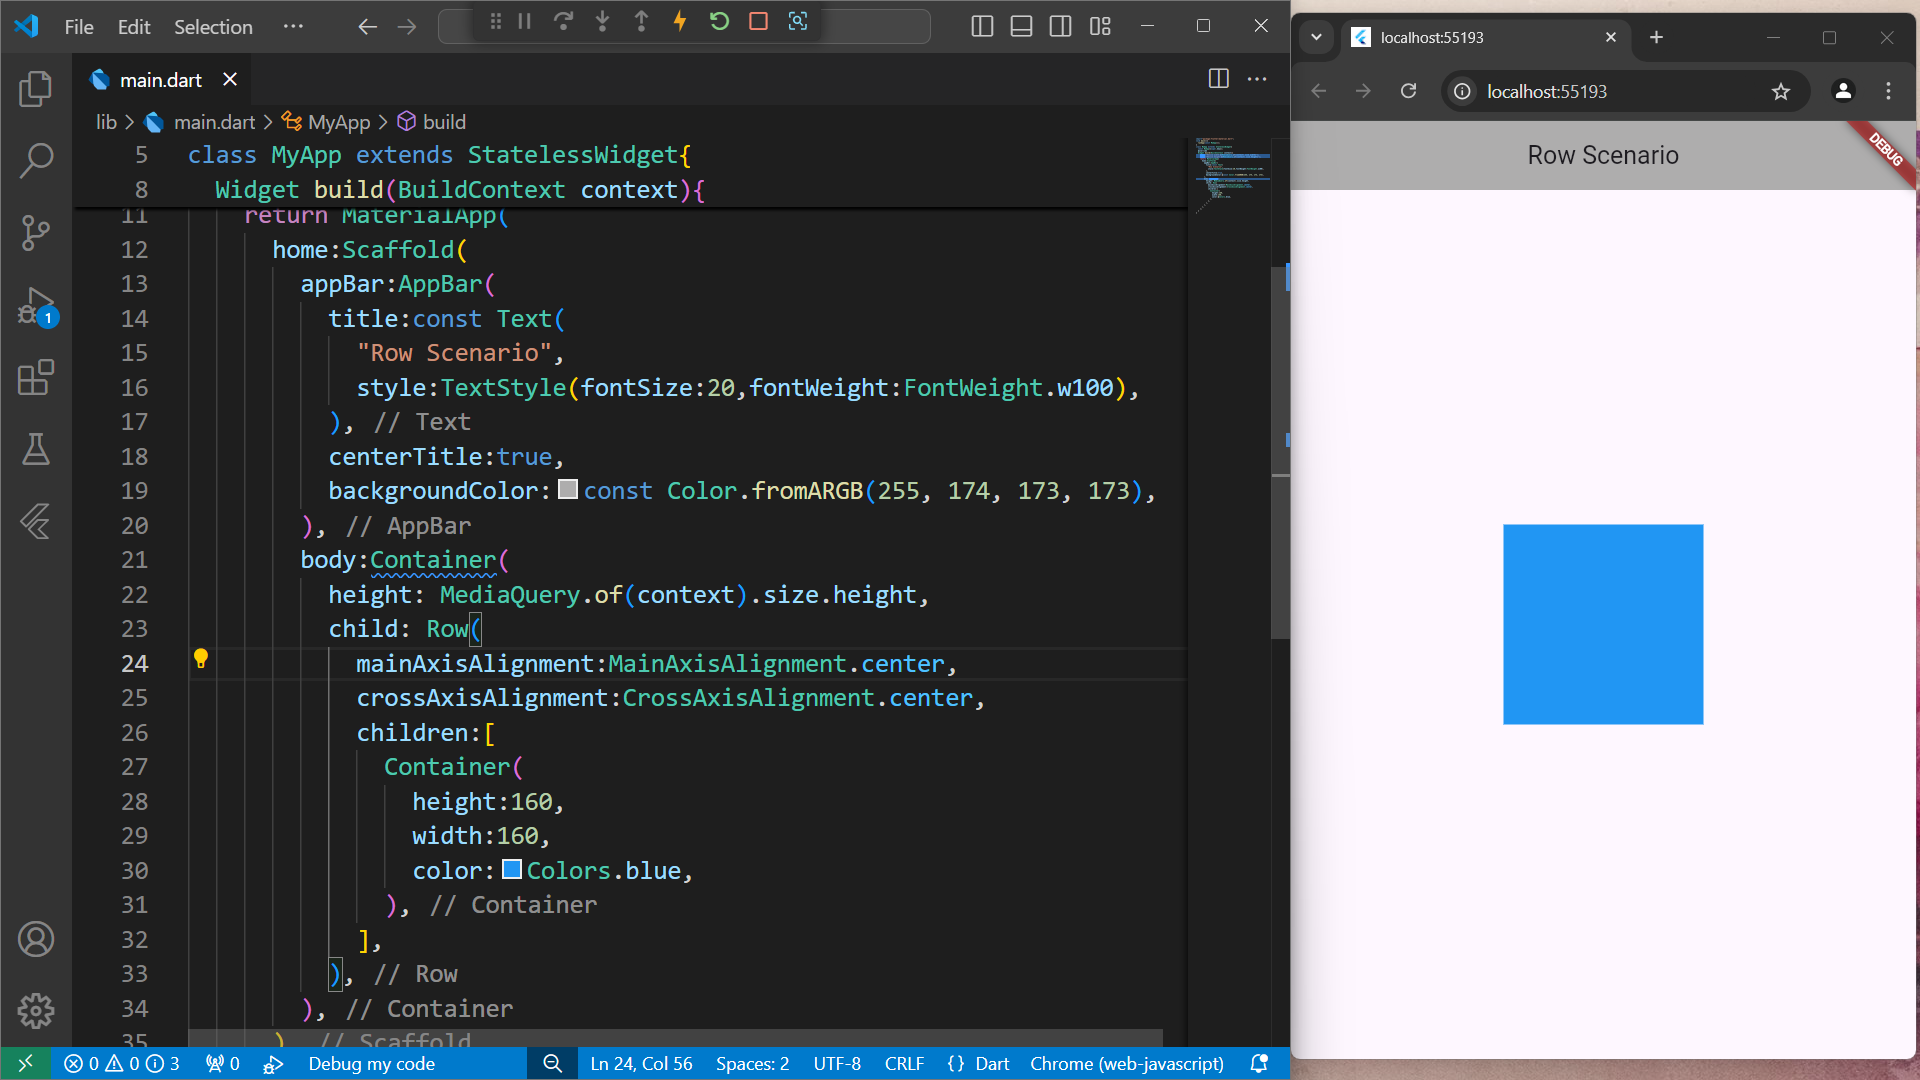 File Edit Selection ···
main.dart
lib > main.dart > MyApp > build
5 class MyApp extends StatelessWidget{
8 Widget build(BuildContext context){
11 return MaterialApp(
12 home:Scaffold(
13 appBar:AppBar(
14 title:const Text(
15 "Row Scenario",
16 style:TextStyle(fontSize:20,fontWeight:FontWeight.w100),
17 ), // Text
18 centerTitle:true,
19 backgroundColor: const Color.fromARGB(255, 174, 173, 173),
20 ), // AppBar
21 body:Container(
22 height: MediaQuery.of(context).size.height,
23 child: Row(
24 mainAxisAlignment:MainAxisAlignment.center,
25 crossAxisAlignment:CrossAxisAlignment.center,
26 children:[
27 Container(
28 height:160,
29 width:160,
30 color: Colors.blue,
31 ), // Container
32 ],
33 ), // Row
34 ), // Container
35 ) // Scaffold
1
0 0 3 0 Debug my code Ln 24, Col 56 Spaces: 2 UTF-8 CRLF {} Dart Chrome (web-javascript)
localhost:55193
localhost:55193
Row Scenario
DEBUG